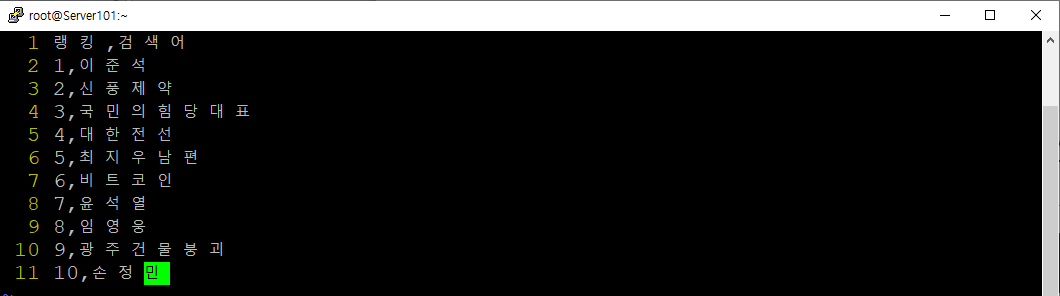 root@Server101:~
1 랭킹,검색어
2 1,이준석
3 2,신풍제약
4 3,국민의힘당대표
5 4,대한전선
6 5,최지우남편
7 6,비트코인
8 7,윤석열
9 8,임영웅
10 9,광주건물붕괴
11 10,손정민